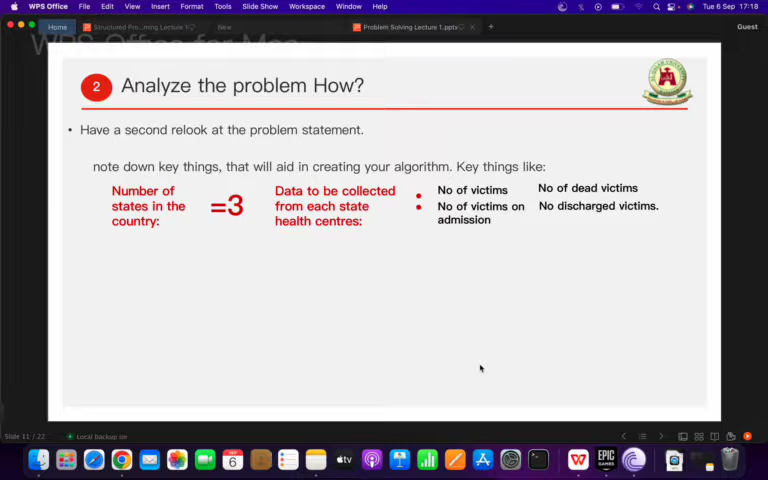 WPS Office File Edit View Insert Format Tools Slide Show Workspace Window Help Tue 6 Sep 17:18
Home Structured Pro...ming Lecture 1 New Problem Solving Lecture 1.pptx Guest
WPS Office for Mac
2 Analyze the problem How?
• Have a second relook at the problem statement.
note down key things, that will aid in creating your algorithm. Key things like:
Number of
states in the
country:
=3
Data to be collected
from each state
health centres:
:
No of victims
No of victims on
admission
No of dead victims
No discharged victims.
Slide 11 / 22 Local backup on
SEP
6
tv
EPIC
GAMES